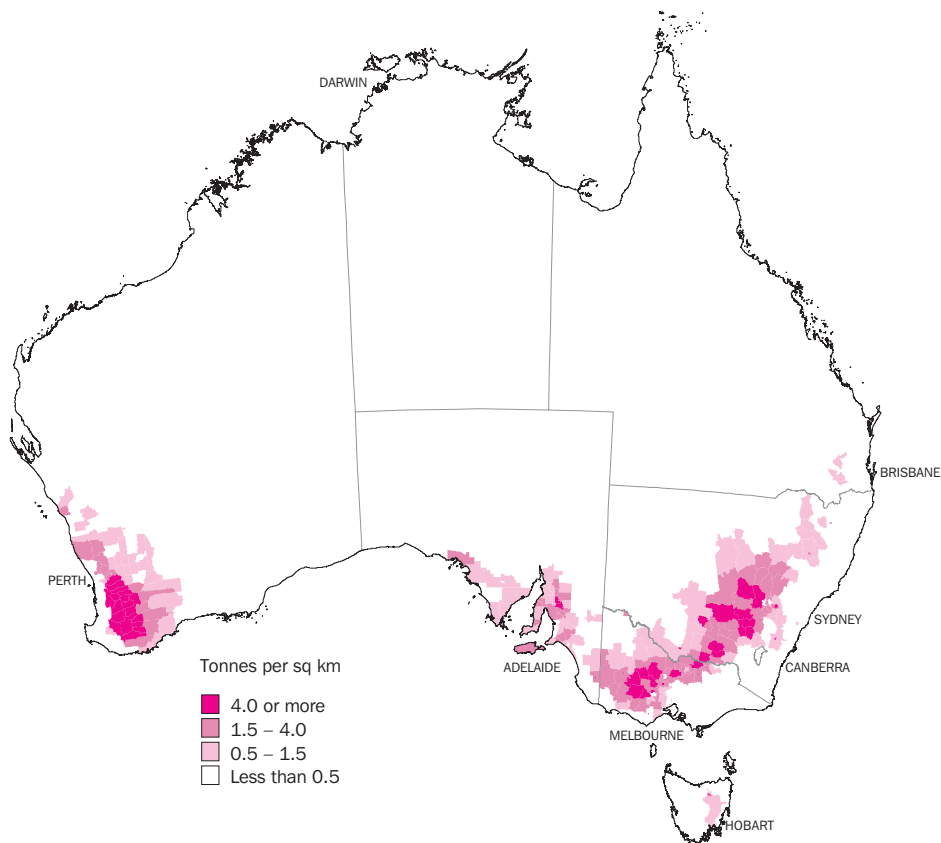 DARWIN
BRISBANE
PERTH
SYDNEY
ADELAIDE
CANBERRA
Tonnes per sq km
4.0 or more
1.5 – 4.0
0.5 – 1.5
Less than 0.5
MELBOURNE
HOBART